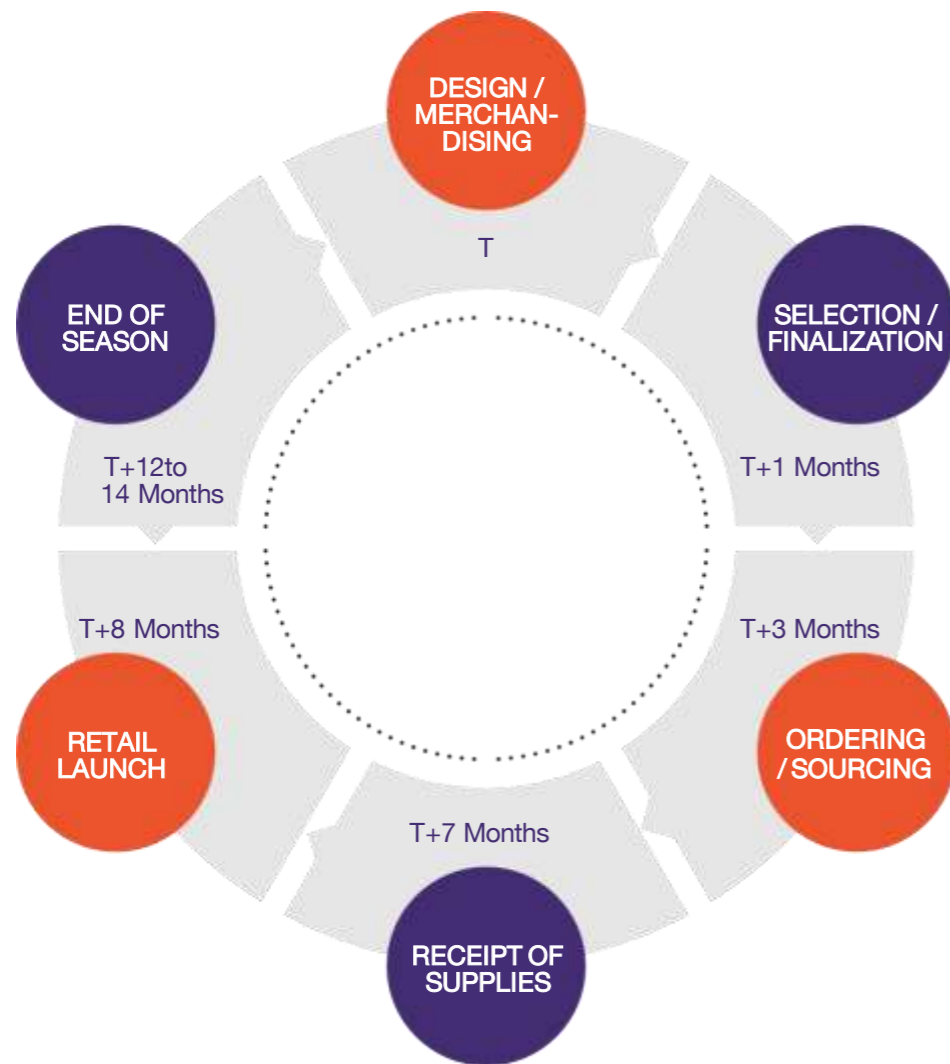 DESIGN /
MERCHAN-
DISING
T
SELECTION /
FINALIZATION
T+1 Months
T+3 Months
ORDERING
/ SOURCING
T+7 Months
RECEIPT OF
SUPPLIES
T+8 Months
RETAIL
LAUNCH
END OF
SEASON
T+12to
14 Months